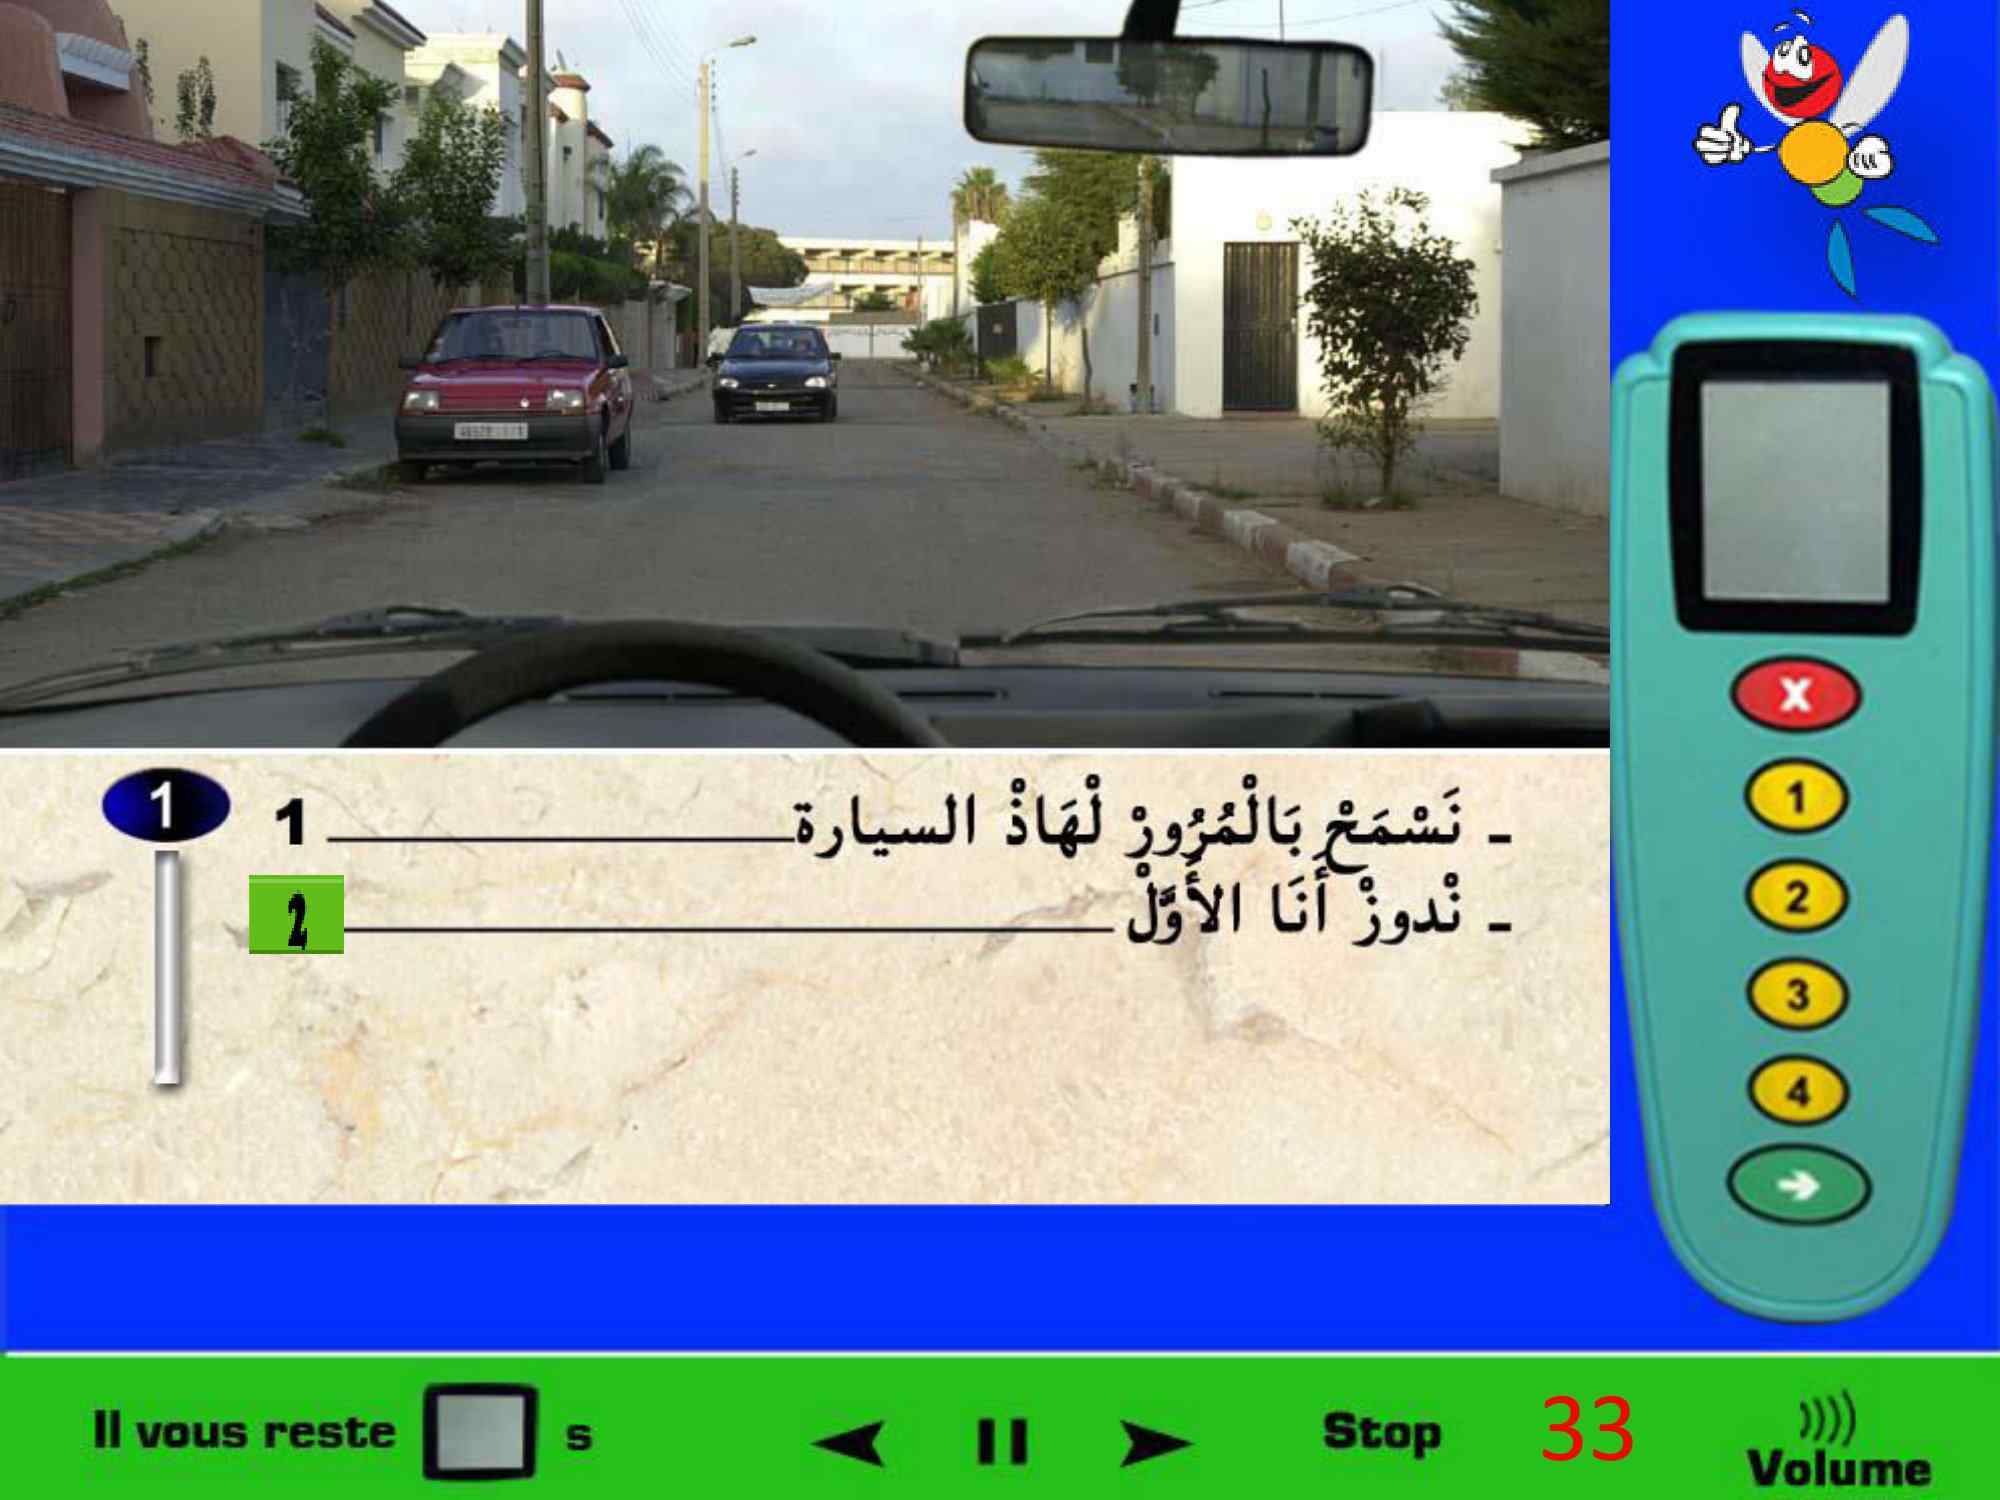 1
1 ـ نَسْمَحْ بَالْمُرُورْ لْهَاذْ السيارة
2 ـ نْدوزْ أَنَا الأَوَّلْ
X
1
2
3
4
Il vous reste s
Stop
33
Volume